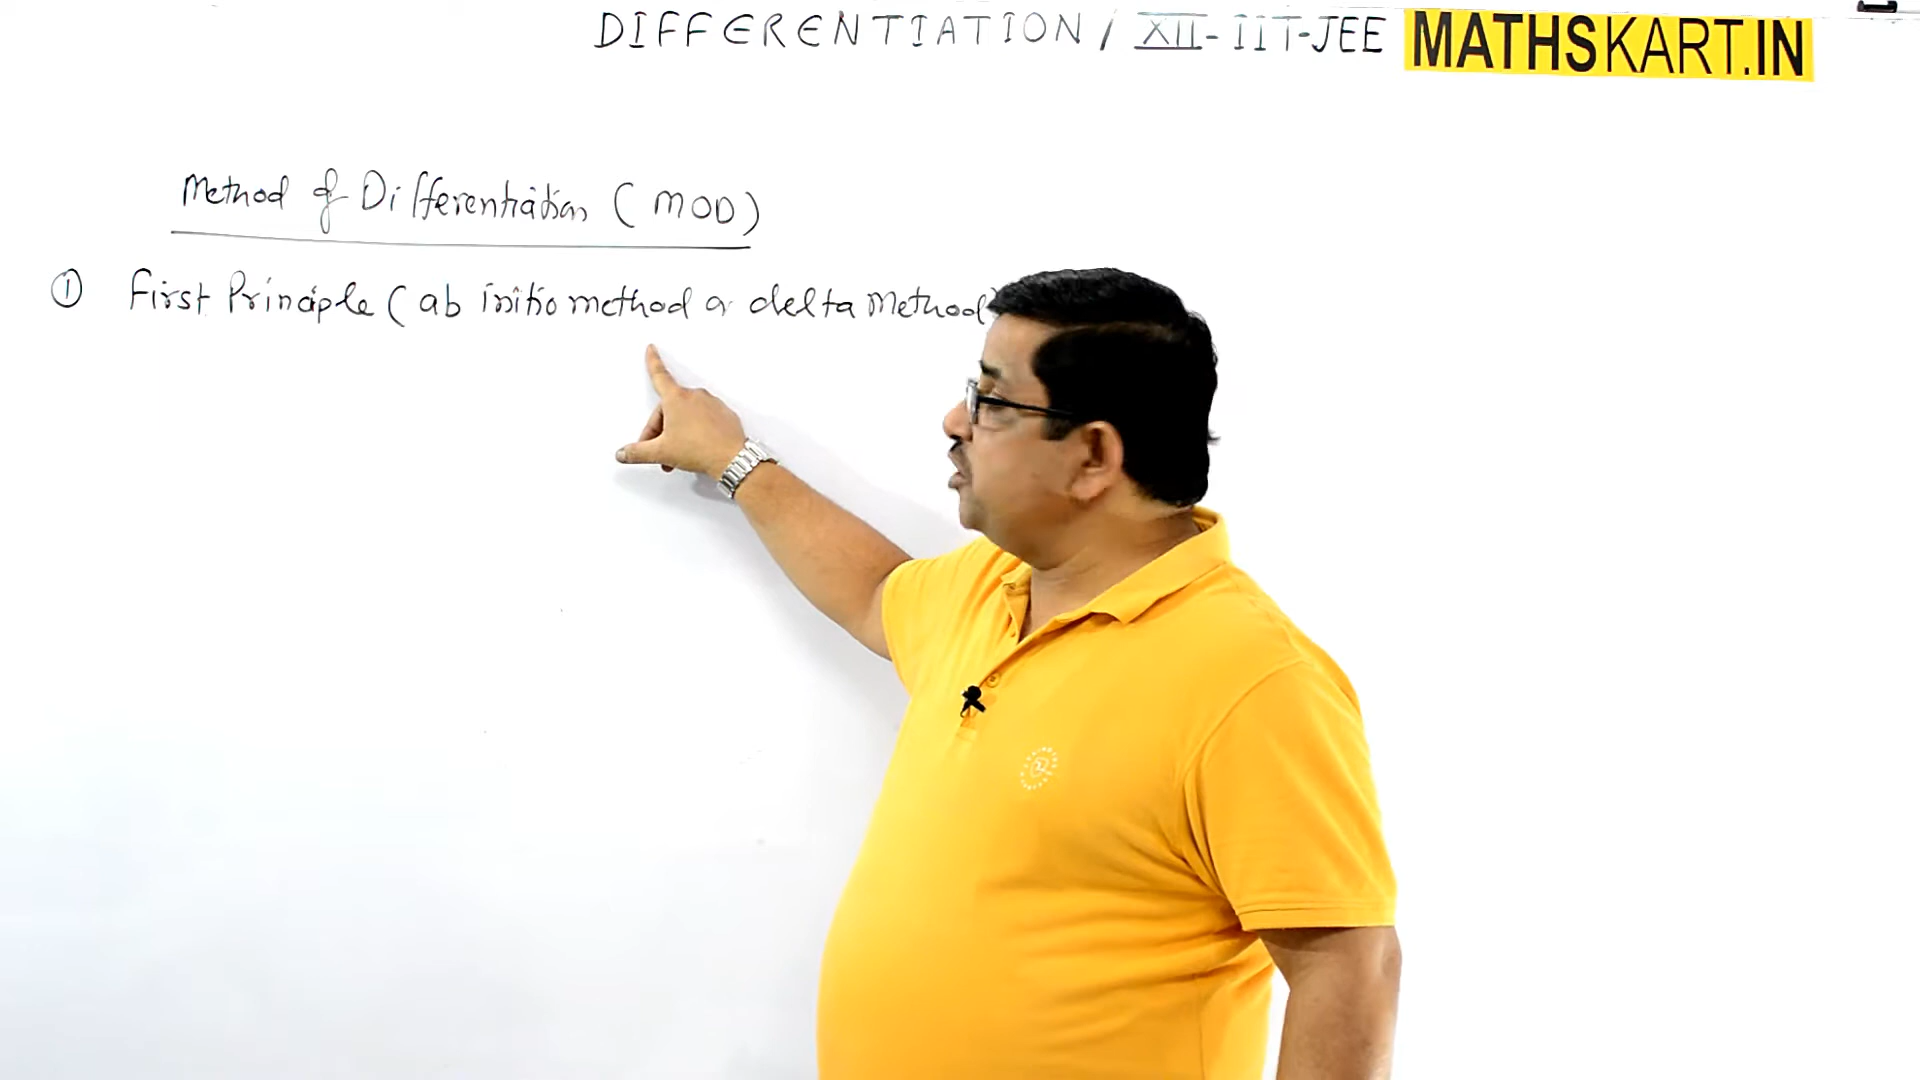 DIFFERENTIATION / XII - IIT-JEE MATHSKART.IN
Method of Differentiation (MOD)
① First Principle (ab initio method or delta Method)